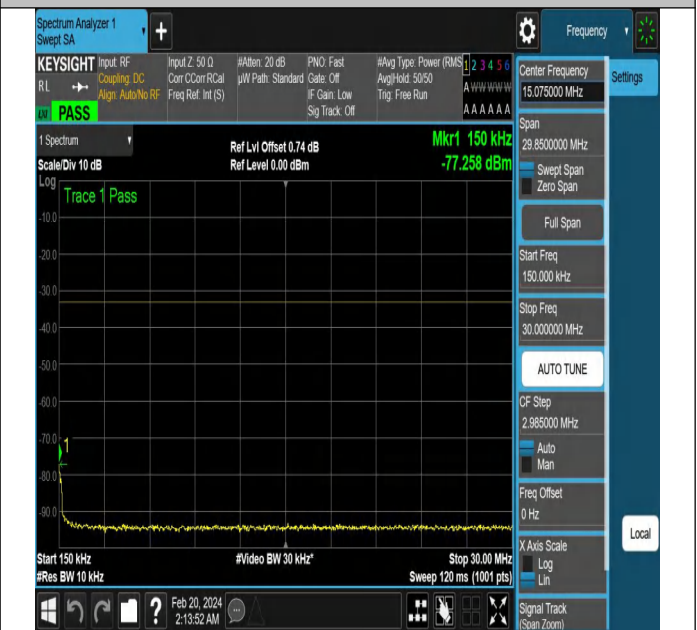 Spectrum Analyzer 1
Swept SA
Frequency
KEYSIGHT
RL
LXI
PASS
Input: RF
Coupling: DC
Align: Auto/No RF
Input Z: 50 Ω
Corr CCorr RCal
Freq Ref: Int (S)
#Atten: 20 dB
µW Path: Standard
PNO: Fast
Gate: Off
IF Gain: Low
Sig Track: Off
#Avg Type: Power (RMS
Avg|Hold: 50/50
Trig: Free Run
1 2 3 4 5 6
A W W W W W
A A A A A A
1 Spectrum
Scale/Div 10 dB
Ref Lvl Offset 0.74 dB
Ref Level 0.00 dBm
Mkr1 150 kHz
-77.258 dBm
Log
Trace 1 Pass
-10.0
-20.0
-30.0
-40.0
-50.0
-60.0
-70.0
-80.0
-90.0
1
Start 150 kHz
#Res BW 10 kHz
#Video BW 30 kHz*
Stop 30.00 MHz
Sweep 120 ms (1001 pts)
Feb 20, 2024
2:13:52 AM
Center Frequency
15.075000 MHz
Settings
Span
29.8500000 MHz
Swept Span
Zero Span
Full Span
Start Freq
150.000 kHz
Stop Freq
30.000000 MHz
AUTO TUNE
CF Step
2.985000 MHz
Auto
Man
Freq Offset
0 Hz
Local
X Axis Scale
Log
Lin
Signal Track
(Span Zoom)